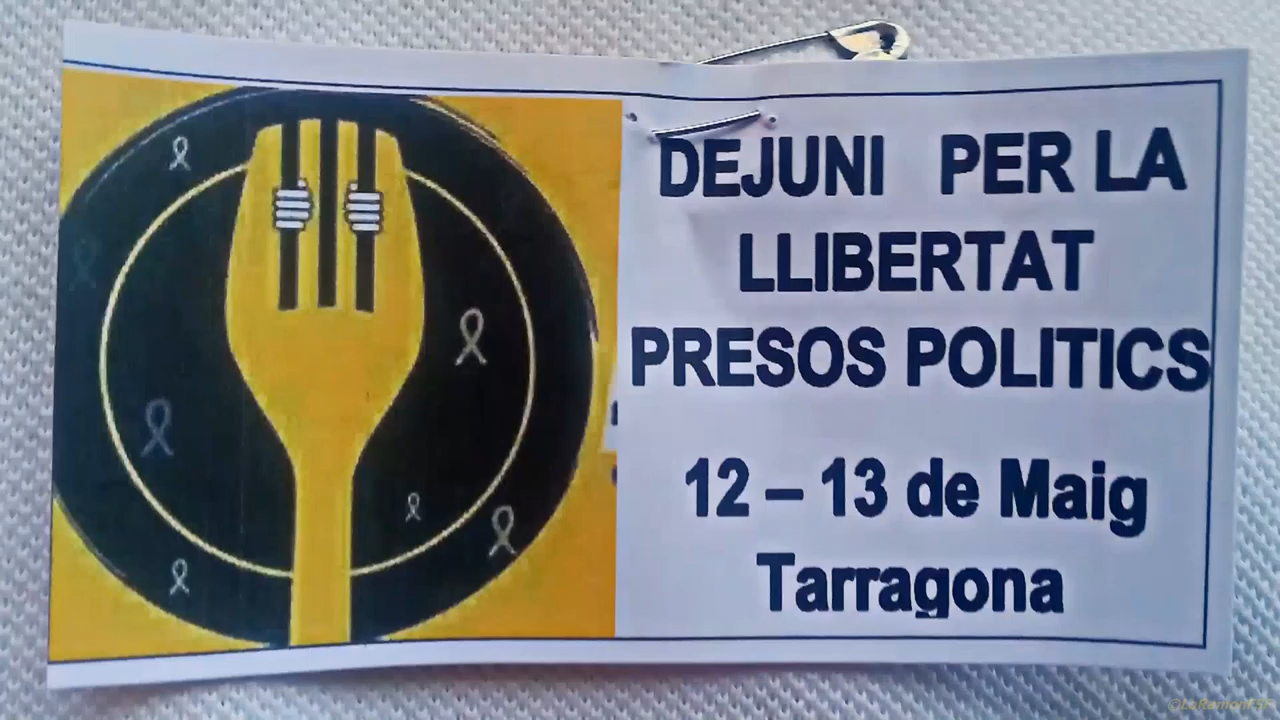 DEJUNI PER LA
LLIBERTAT
PRESOS POLITICS
12 – 13 de Maig
Tarragona